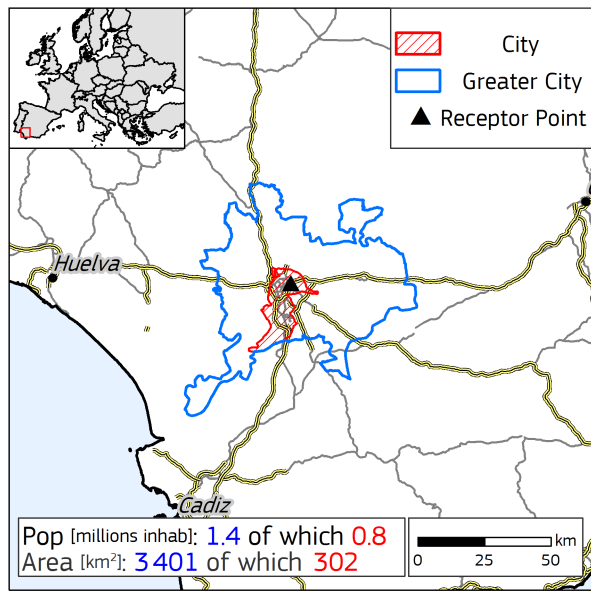 City
Greater City
Receptor Point
Huelva
Cadiz
Pop [millions inhab]: 1.4 of which 0.8
Area [km²]: 3 401 of which 302
km
0 25 50